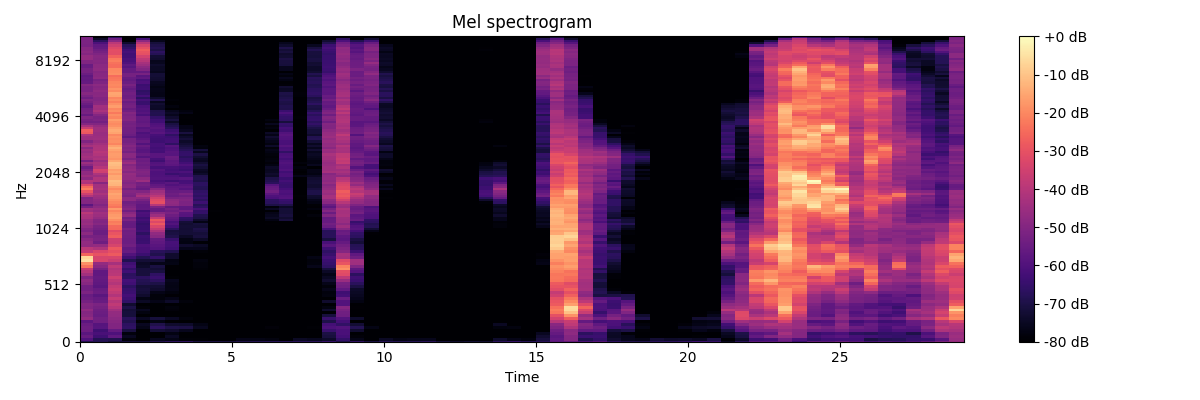 Mel spectrogram
8192
4096
2048
1024
512
0
Hz
0 5 10 15 20 25
Time
+0 dB
-10 dB
-20 dB
-30 dB
-40 dB
-50 dB
-60 dB
-70 dB
-80 dB